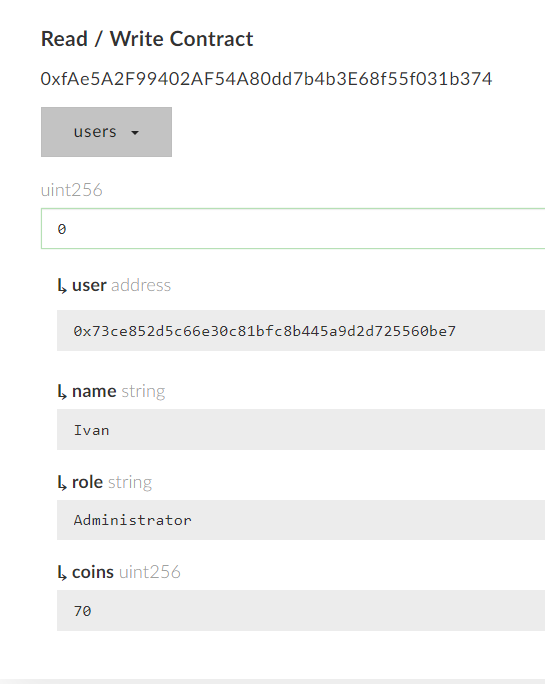 Read / Write Contract
0xfAe5A2F99402AF54A80dd7b4b3E68f55f031b374
users
uint256
0
↳ user address
0x73ce852d5c66e30c81bfc8b445a9d2d725560be7
↳ name string
Ivan
↳ role string
Administrator
↳ coins uint256
70